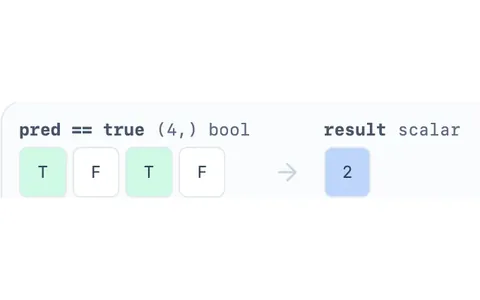 pred == true (4,) bool
result scalar
T F T F → 2